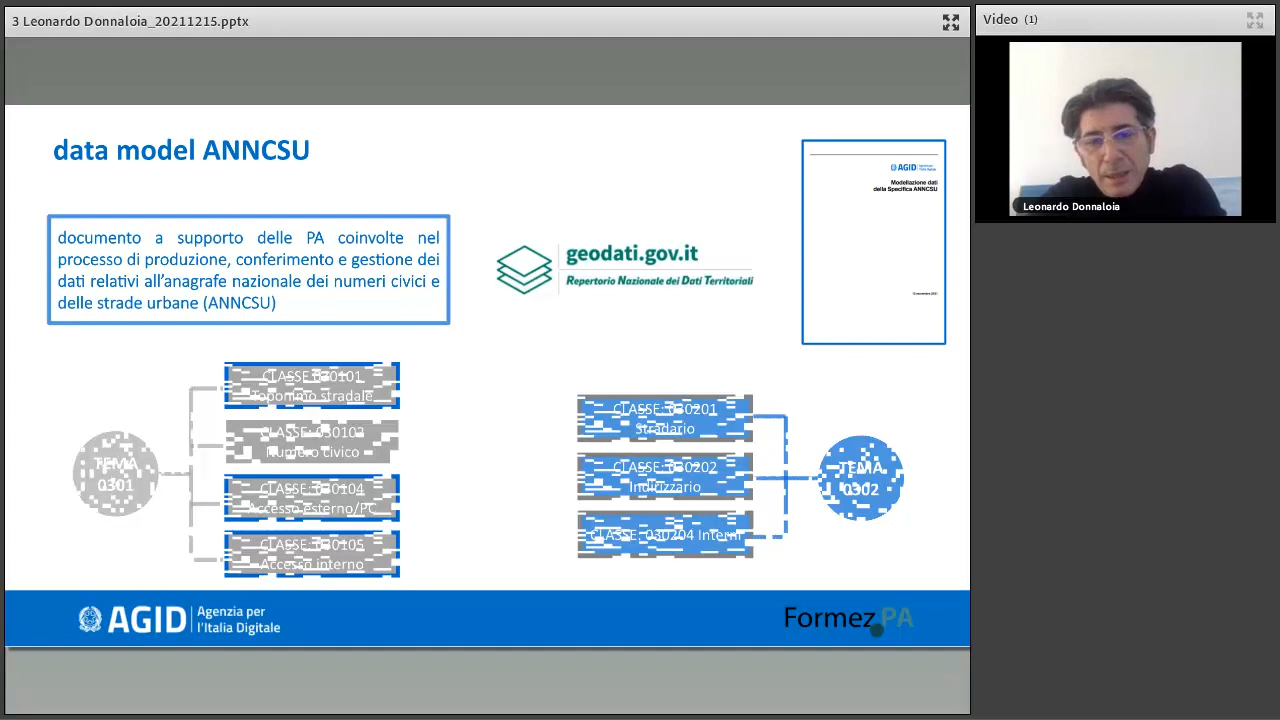 3 Leonardo Donnaloia_20211215.pptx
Video (1)
Leonardo Donnaloia
data model ANNCSU
documento a supporto delle PA coinvolte nel
processo di produzione, conferimento e gestione dei
dati relativi all'anagrafe nazionale dei numeri civici e
delle strade urbane (ANNCSU)
geodati.gov.it
Repertorio Nazionale dei Dati Territoriali
AGID
Modellazione dati
della Specifica ANNCSU
TEMA
0301
CLASSE: 030101
Toponimo stradale
CLASSE: 030102
Numero civico
CLASSE: 030104
Accesso esterno/PC
CLASSE: 030105
Accesso interno
CLASSE: 030201
Stradario
CLASSE: 030202
Indirizzario
CLASSE: 030204 Interni
TEMA
0302
AGID
Agenzia per
l'Italia Digitale
Formez PA